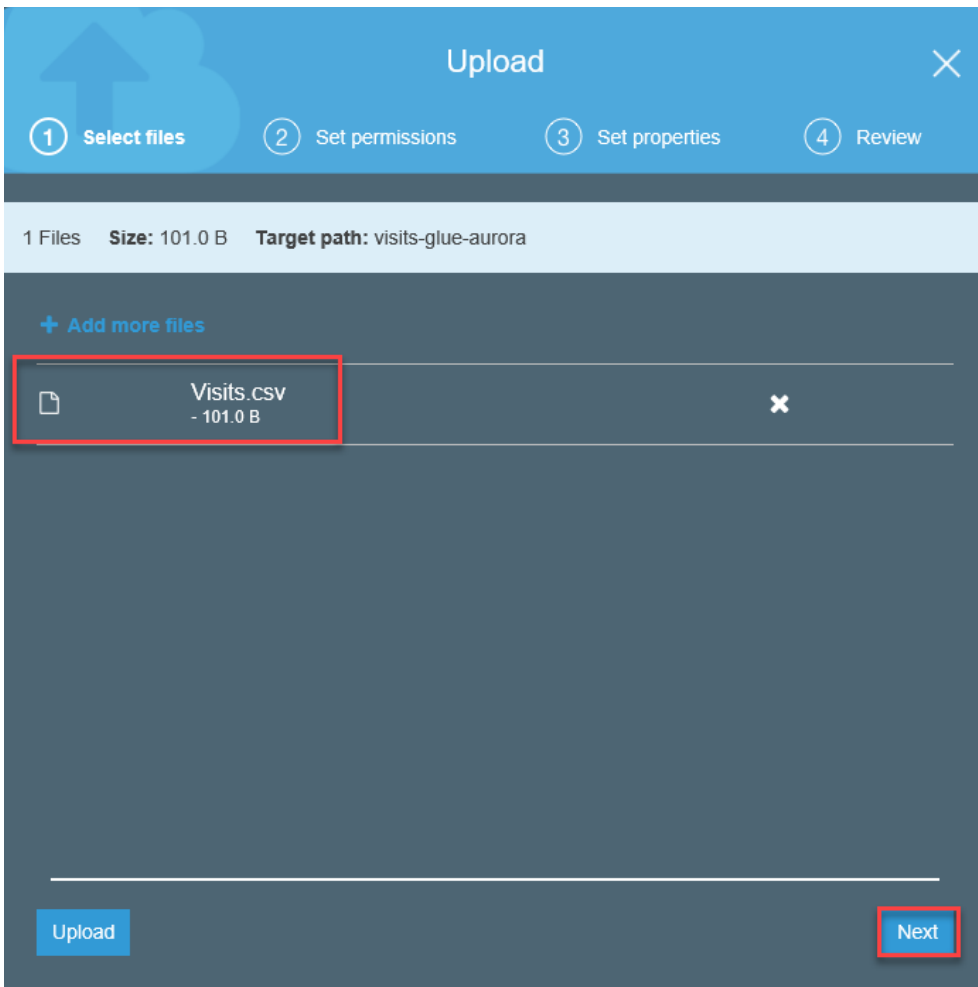 Upload
1 Select files 2 Set permissions 3 Set properties 4 Review
1 Files Size: 101.0 B Target path: visits-glue-aurora
+ Add more files
Visits.csv
- 101.0 B
Upload Next